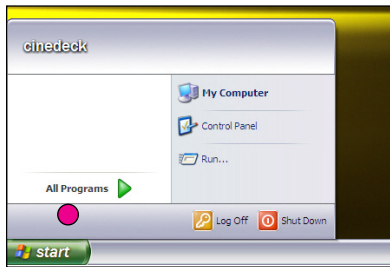 cinedeck
My Computer
Control Panel
Run...
All Programs
Log Off Shut Down
start